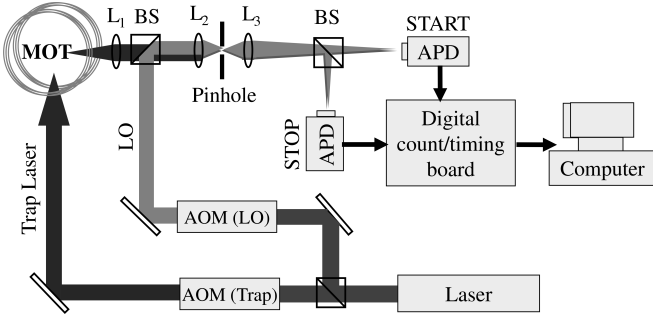 L1 BS L2 L3 BS START
MOT
APD
Pinhole
LO
STOP
APD
Digital
count/timing
board
Computer
Trap Laser
AOM (LO)
AOM (Trap)
Laser